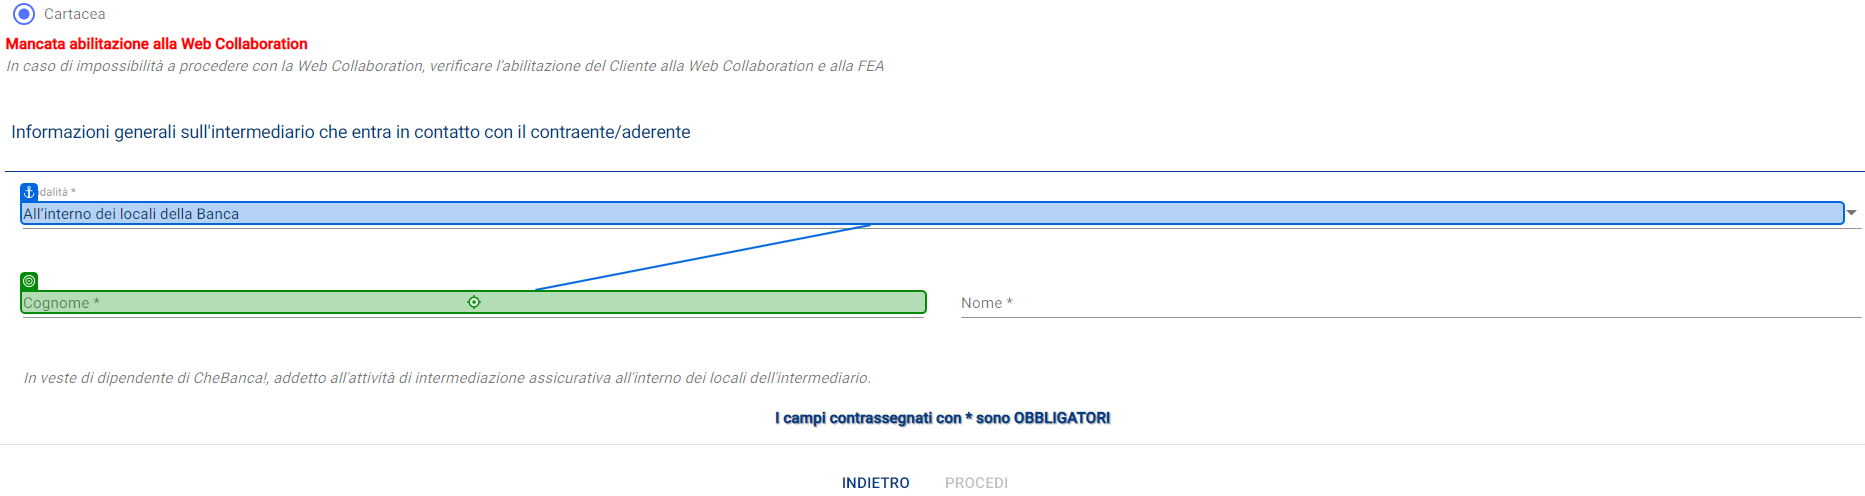 Cartacea
Mancata abilitazione alla Web Collaboration
In caso di impossibilità a procedere con la Web Collaboration, verificare l'abilitazione del Cliente alla Web Collaboration e alla FEA
Informazioni generali sull'intermediario che entra in contatto con il contraente/aderente
dalità *
All'interno dei locali della Banca
Cognome *
Nome *
In veste di dipendente di CheBanca!, addetto all'attività di intermediazione assicurativa all'interno dei locali dell'intermediario.
I campi contrassegnati con * sono OBBLIGATORI
INDIETRO PROCEDI